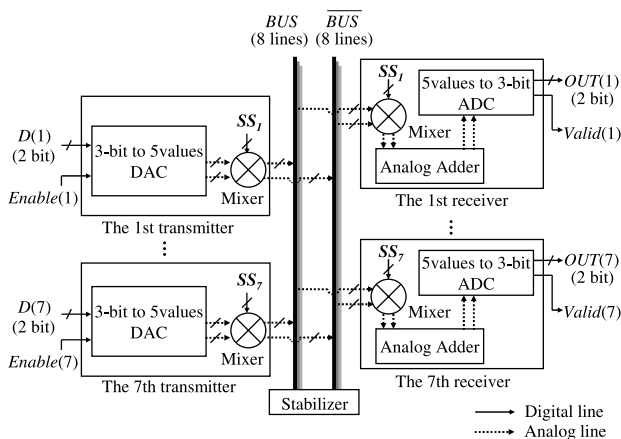 BUS
(8 lines)
BUS
(8 lines)
D(1)
(2 bit)
Enable(1)
3-bit to 5values
DAC
SS1
Mixer
The 1st transmitter
SS1
Mixer
5values to 3-bit
ADC
Analog Adder
OUT(1)
(2 bit)
Valid(1)
The 1st receiver
D(7)
(2 bit)
Enable(7)
3-bit to 5values
DAC
SS7
Mixer
The 7th transmitter
SS7
Mixer
5values to 3-bit
ADC
Analog Adder
OUT(7)
(2 bit)
Valid(7)
The 7th receiver
Stabilizer
Digital line
Analog line